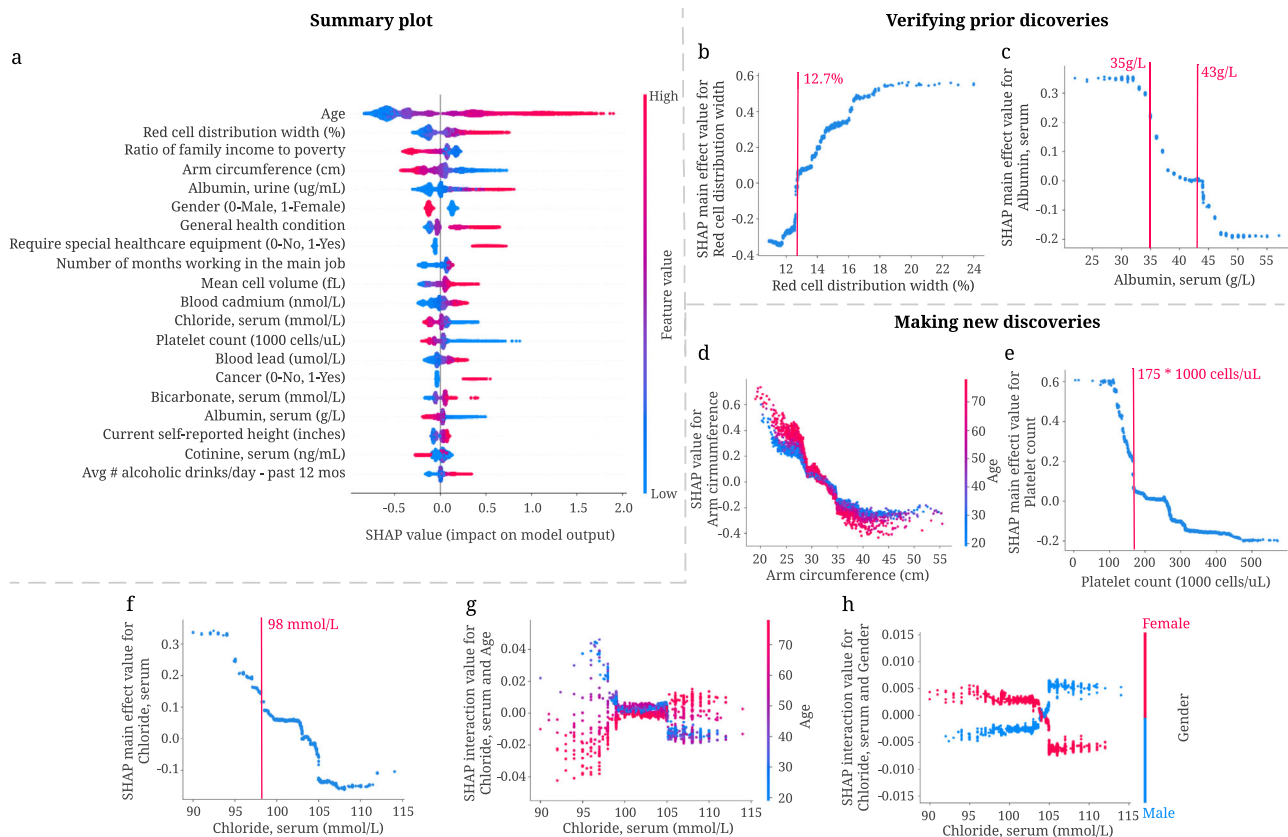 Summary plot
a
Age
Red cell distribution width (%)
Ratio of family income to poverty
Arm circumference (cm)
Albumin, urine (ug/mL)
Gender (0-Male, 1-Female)
General health condition
Require special healthcare equipment (0-No, 1-Yes)
Number of months working in the main job
Mean cell volume (fL)
Blood cadmium (nmol/L)
Chloride, serum (mmol/L)
Platelet count (1000 cells/uL)
Blood lead (umol/L)
Cancer (0-No, 1-Yes)
Bicarbonate, serum (mmol/L)
Albumin, serum (g/L)
Current self-reported height (inches)
Cotinine, serum (ng/mL)
Avg # alcoholic drinks/day - past 12 mos
-0.5 0.0 0.5 1.0 1.5 2.0
SHAP value (impact on model output)
High
Feature value
Low
Verifying prior dicoveries
b
SHAP main effect value for
Red cell distribution width
0.6
0.4
0.2
0.0
-0.2
-0.4
12.7%
12 14 16 18 20 22 24
Red cell distribution width (%)
c
SHAP main effect value for
Albumin, serum
0.3
0.2
0.1
0.0
-0.2
35g/L
43g/L
25 30 35 40 45 50 55
Albumin, serum (g/L)
Making new discoveries
d
SHAP value for
Arm circumference
0.6
0.4
0.2
0.0
-0.2
-0.4
20 25 30 35 40 45 50 55
Arm circumference (cm)
70
60
50
40
30
20
Age
e
SHAP main effecti value for
Platelet count
0.6
0.4
0.2
0.0
-0.2
175 * 1000 cells/uL
0 100 200 300 400 500
Platelet count (1000 cells/uL)
f
SHAP main effect value for
Chloride, serum
0.3
0.2
0.1
0.0
-0.1
98 mmol/L
90 95 100 105 110 115
Chloride, serum (mmol/L)
g
SHAP interaction value for
Chloride, serum and Age
0.04
0.02
0.00
-0.02
-0.04
90 95 100 105 110 115
Chloride, serum (mmol/L)
70
60
50
40
30
20
Age
h
SHAP interaction value for
Chloride, serum and Gender
0.015
0.010
0.005
0.000
-0.005
-0.0075
-0.010
-0.015
90 95 100 105 110 115
Chloride, serum (mmol/L)
Female
Gender
Male